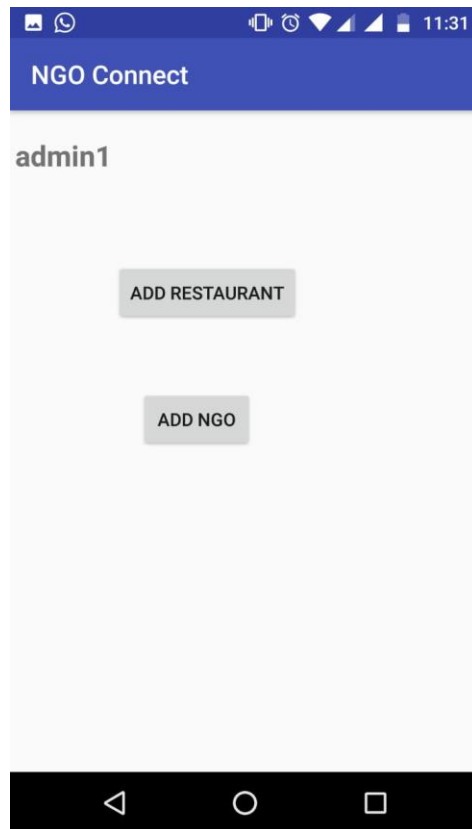 11:31
NGO Connect
admin1
ADD RESTAURANT
ADD NGO